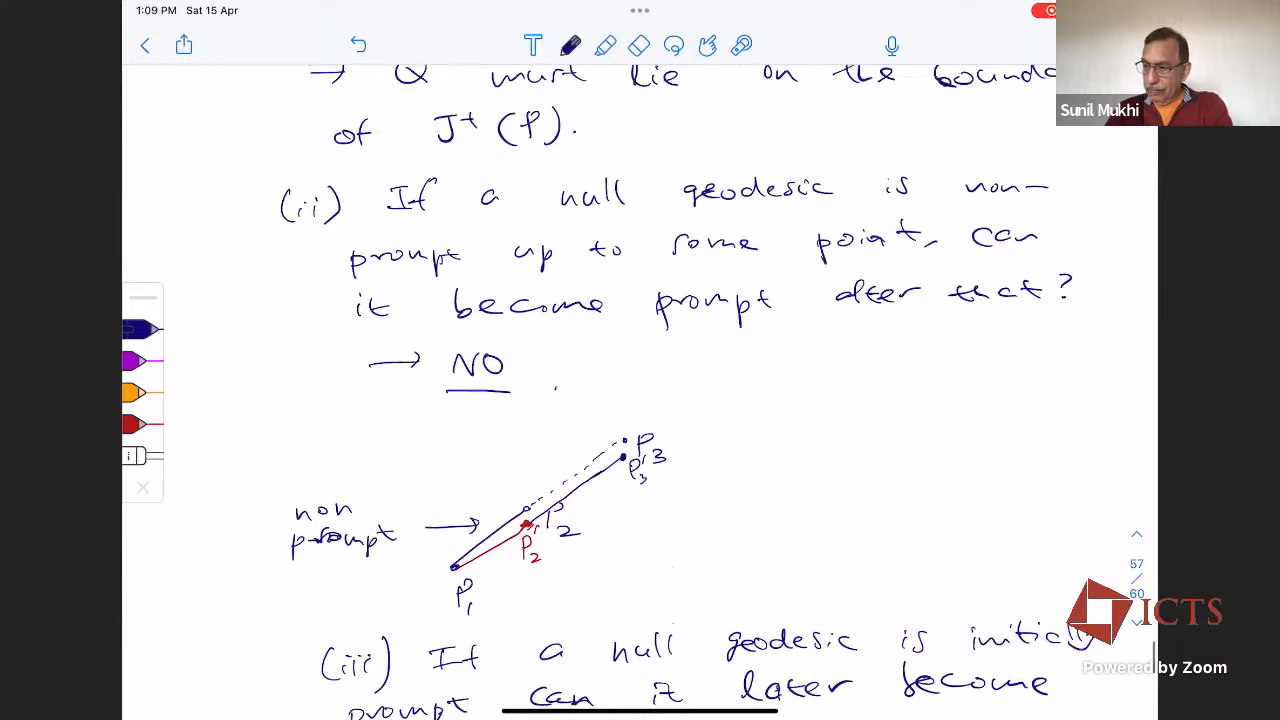 1:09 PM Sat 15 Apr
→ Q must lie on the bounda
of J+ (P).
Sunil Mukhi
(ii) If a null geodesic is non-
prompt up to some point, can
it become prompt after that?
→ NO
P3
P3'
non
prompt →
P2
P2'
P1
57
/
60
ICTS
(iii) If a null geodesic is initially
Powered by Zoom
prompt can it later become